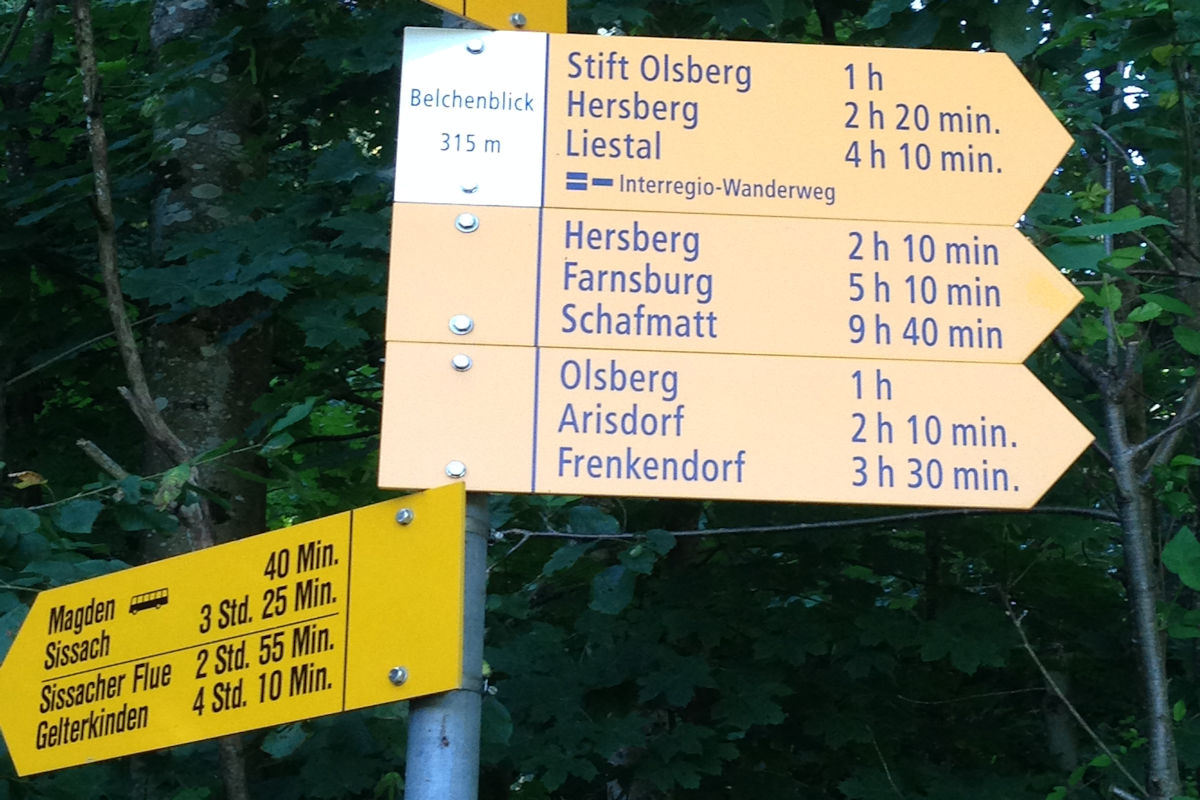 Belchenblick
315 m
Stift Olsberg 1 h
Hersberg 2 h 20 min.
Liestal 4 h 10 min.
Interregio-Wanderweg
Hersberg 2 h 10 min
Farnsburg 5 h 10 min
Schafmatt 9 h 40 min
Olsberg 1 h
Arisdorf 2 h 10 min.
Frenkendorf 3 h 30 min.
Magden 40 Min.
Sissach 3 Std. 25 Min.
Sissacher Flue 2 Std. 55 Min.
Gelterkinden 4 Std. 10 Min.